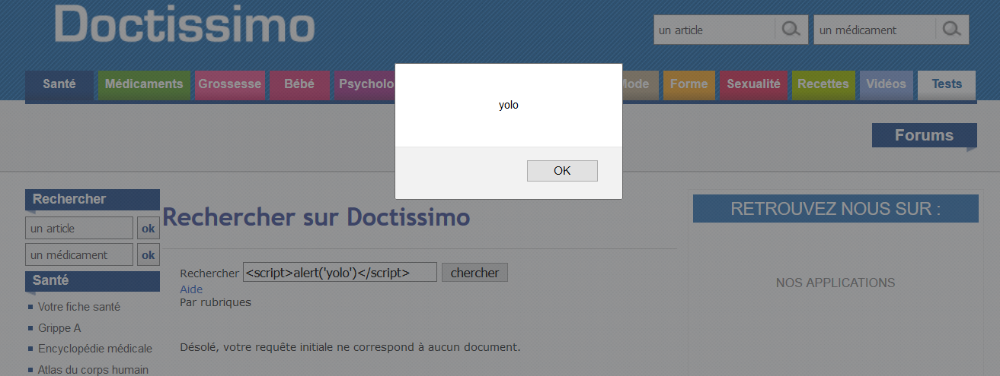 Doctissimo
un article
un médicament
Santé
Médicaments
Grossesse
Bébé
Psycholo
Mode
Forme
Sexualité
Recettes
Vidéos
Tests
yolo
OK
Forums
Rechercher
un article
ok
un médicament
ok
Santé
Votre fiche santé
Grippe A
Encyclopédie médicale
Atlas du corps humain
Rechercher sur Doctissimo
Rechercher <script>alert('yolo')</script> chercher
Aide
Par rubriques
Désolé, votre requête initiale ne correspond à aucun document.
RETROUVEZ NOUS SUR :
NOS APPLICATIONS